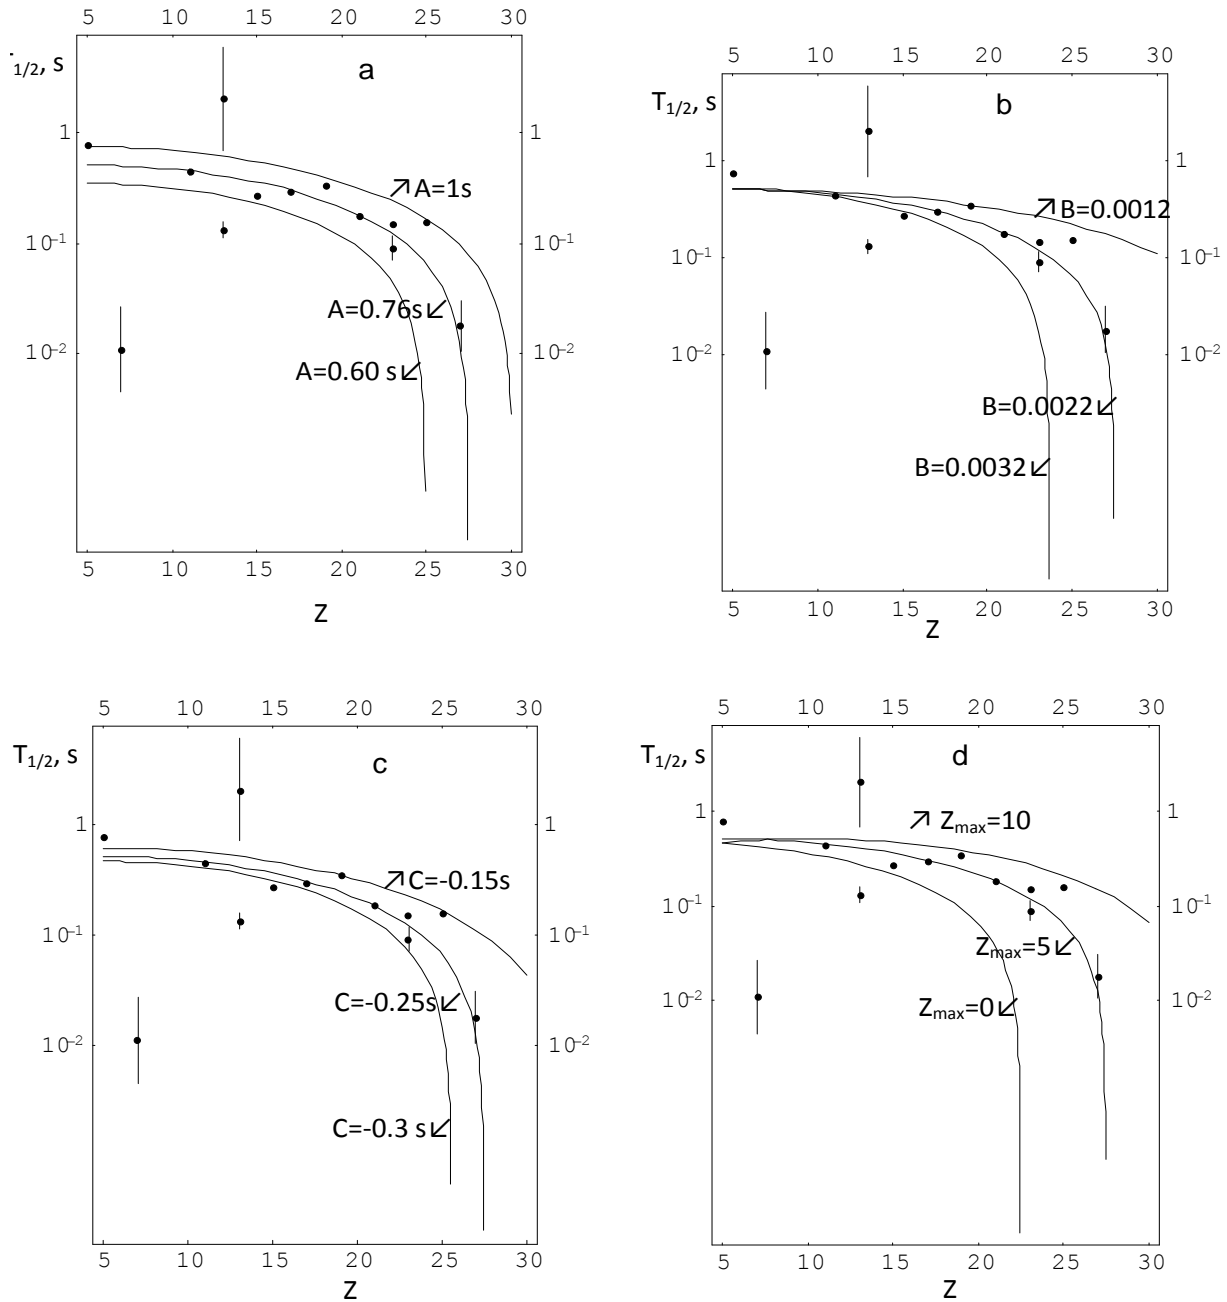 5 10 15 20 25 30
1/2, s
a
1 1
A=1s
10⁻¹ 10⁻¹
A=0.76s
10⁻² 10⁻²
A=0.60 s
5 10 15 20 25 30
Z
5 10 15 20 25 30
T1/2, s
b
1 1
B=0.0012
10⁻¹ 10⁻¹
10⁻² 10⁻²
B=0.0022
B=0.0032
5 10 15 20 25 30
Z
5 10 15 20 25 30
T1/2, s
c
1 1
C=-0.15s
10⁻¹ 10⁻¹
C=-0.25s
10⁻² 10⁻²
C=-0.3 s
5 10 15 20 25 30
Z
5 10 15 20 25 30
T1/2, s
d
1 1
Zmax=10
10⁻¹ 10⁻¹
Zmax=5
10⁻² 10⁻²
Zmax=0
5 10 15 20 25 30
Z